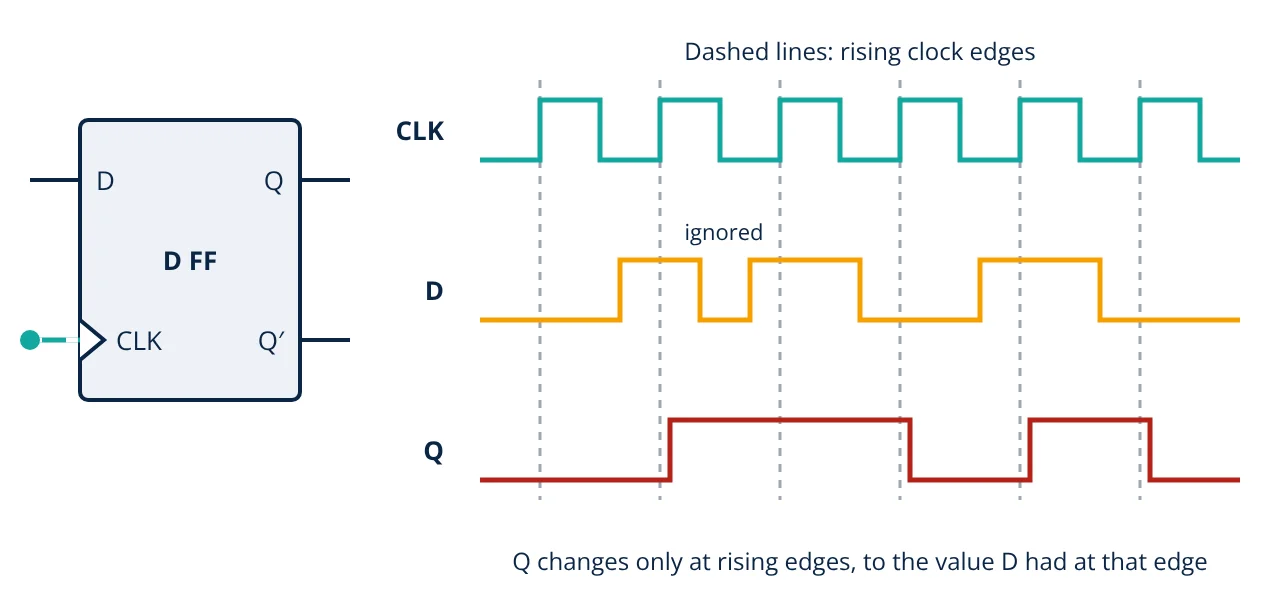 Dashed lines: rising clock edges
CLK
D
Q
D FF
CLK
Q′
ignored
D
Q
Q changes only at rising edges, to the value D had at that edge